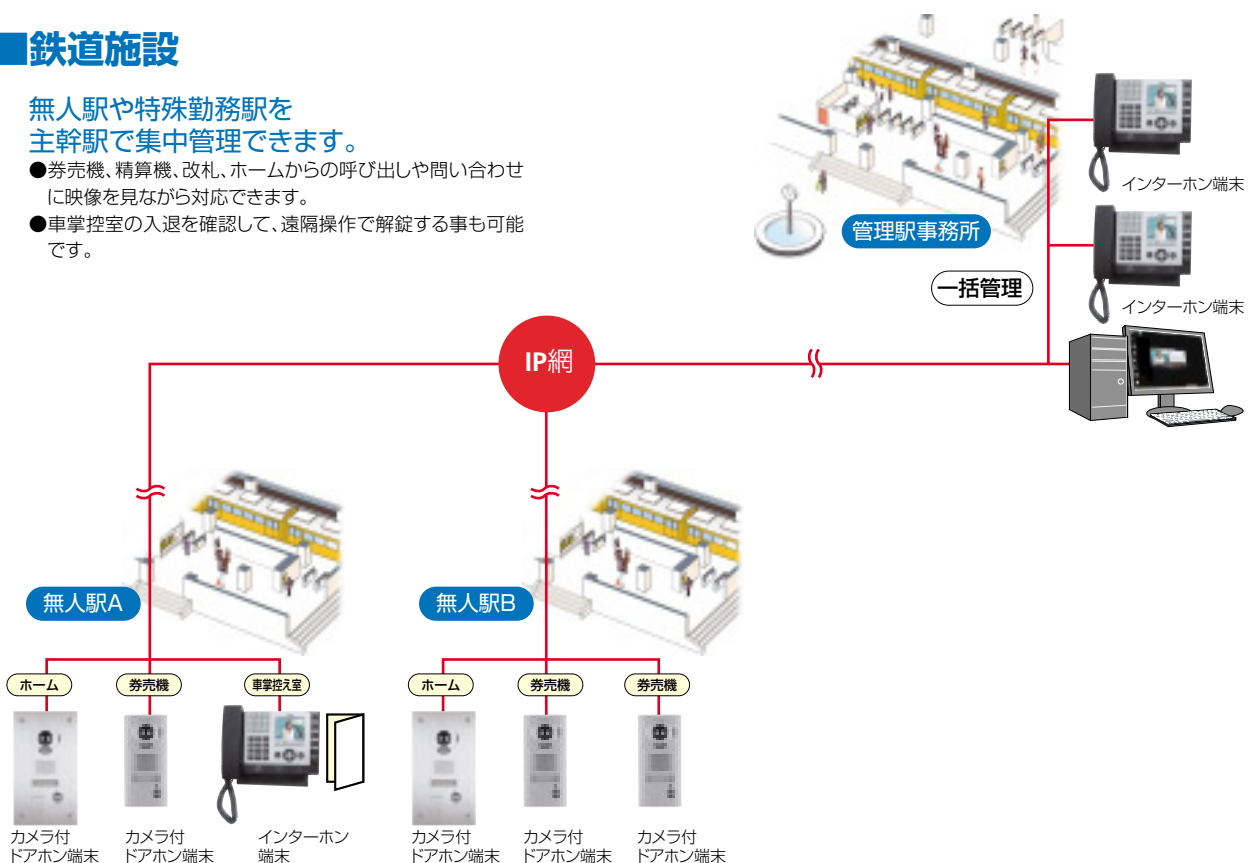 ■鉄道施設
無人駅や特殊勤務駅を
主幹駅で集中管理できます。
●券売機、精算機、改札、ホームからの呼び出しや問い合わせ
に映像を見ながら対応できます。
●車掌控室の入退を確認して、遠隔操作で解錠する事も可能
です。
インターホン端末
管理駅事務所
一括管理
インターホン端末
IP網
無人駅A
無人駅B
ホーム
券売機
車掌控え室
ホーム
券売機
券売機
カメラ付
ドアホン端末
カメラ付
ドアホン端末
インターホン
端末
カメラ付
ドアホン端末
カメラ付
ドアホン端末
カメラ付
ドアホン端末